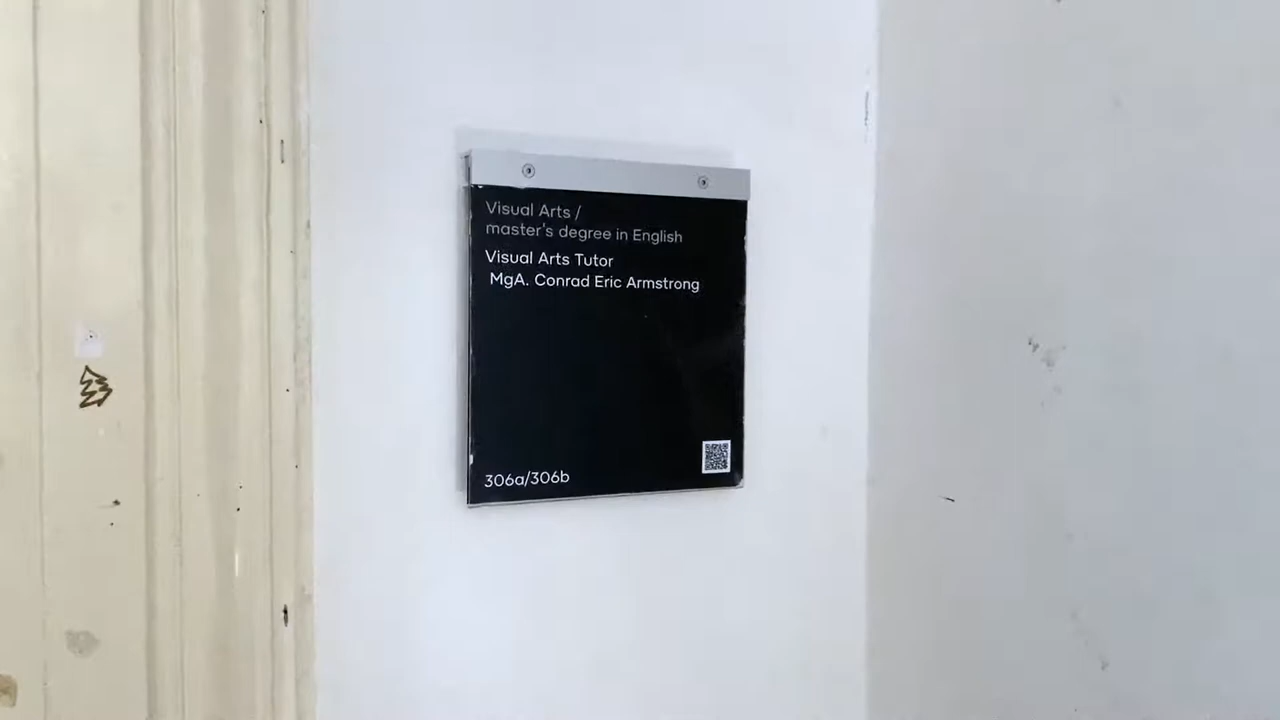 Visual Arts /
master's degree in English
Visual Arts Tutor
MgA. Conrad Eric Armstrong
306a/306b